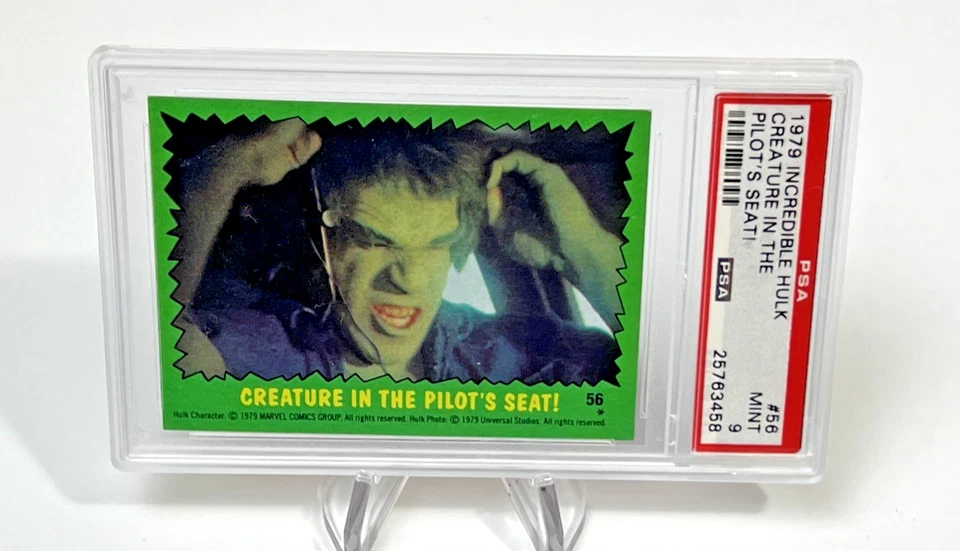 CREATURE IN THE PILOT'S SEAT!
56
*
Hulk Character: © 1979 MARVEL COMICS GROUP, All rights reserved. Hulk Photo: © 1979 Universal Studios. All rights reserved
PSA
1979 INCREDIBLE HULK
CREATURE IN THE
PILOT'S SEAT!
#56
MINT
9
PSA
25763458